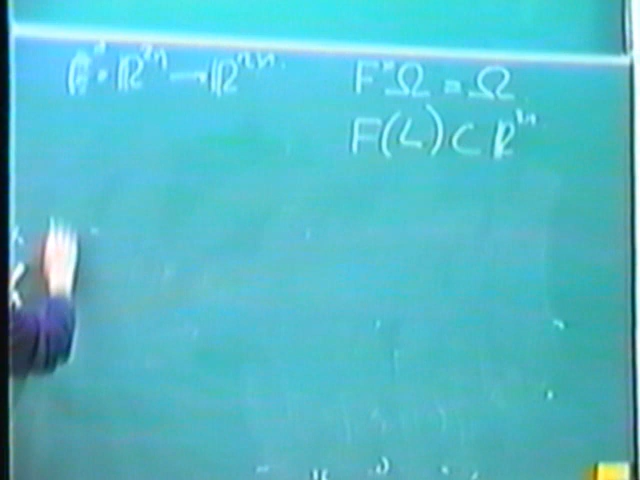 F : ℝ²ⁿ → ℝ²ⁿ
F*Ω = Ω
F(L) ⊂ ℝ²ⁿ